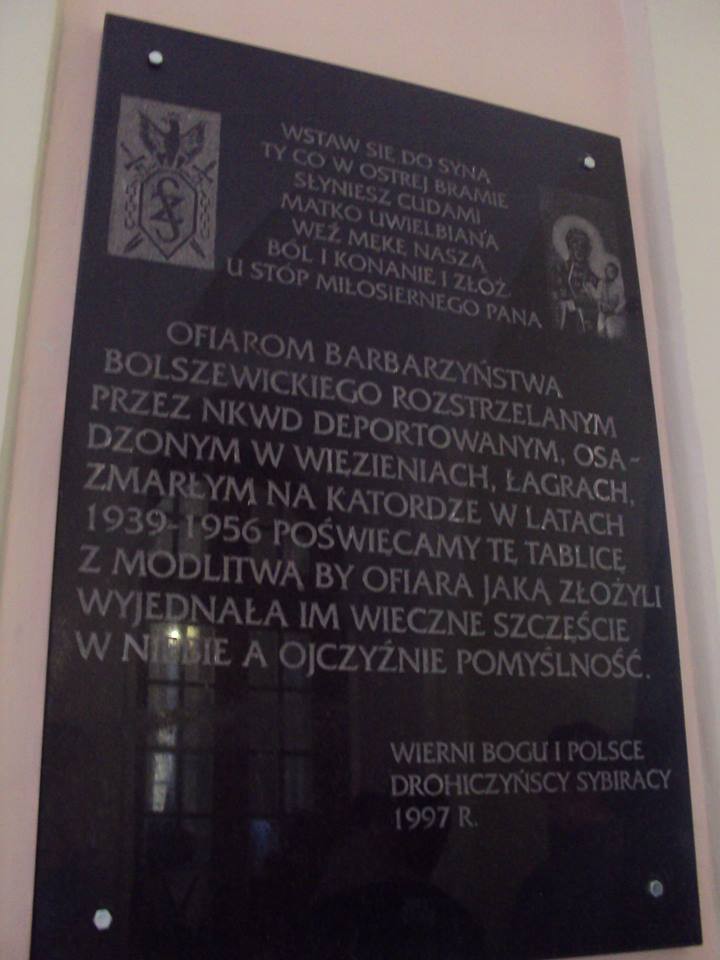 WSTAW SIĘ DO SYNA
TY CO W OSTREJ BRAMIE
SŁYNIESZ CUDAMI
MATKO UWIELBIANA
WEŹ MĘKĘ NASZĄ
BÓL I KONANIE I ZŁÓŻ
U STÓP MIŁOSIERNEGO PANA
OFIAROM BARBARZYŃSTWA
BOLSZEWICKIEGO ROZSTRZELANYM
PRZEZ NKWD DEPORTOWANYM, OSA-
DZONYM W WIĘZIENIACH, ŁAGRACH,
ZMARŁYM NA KATORDZE W LATACH
1939-1956 POŚWIĘCAMY TĘ TABLICĘ
Z MODLITWĄ BY OFIARA JAKĄ ZŁOŻYLI
WYJEDNAŁA IM WIECZNE SZCZĘŚCIE
W NIEBIE A OJCZYŹNIE POMYŚLNOŚĆ.
WIERNI BOGU I POLSCE
DROHICZYŃSCY SYBIRACY
1997 R.